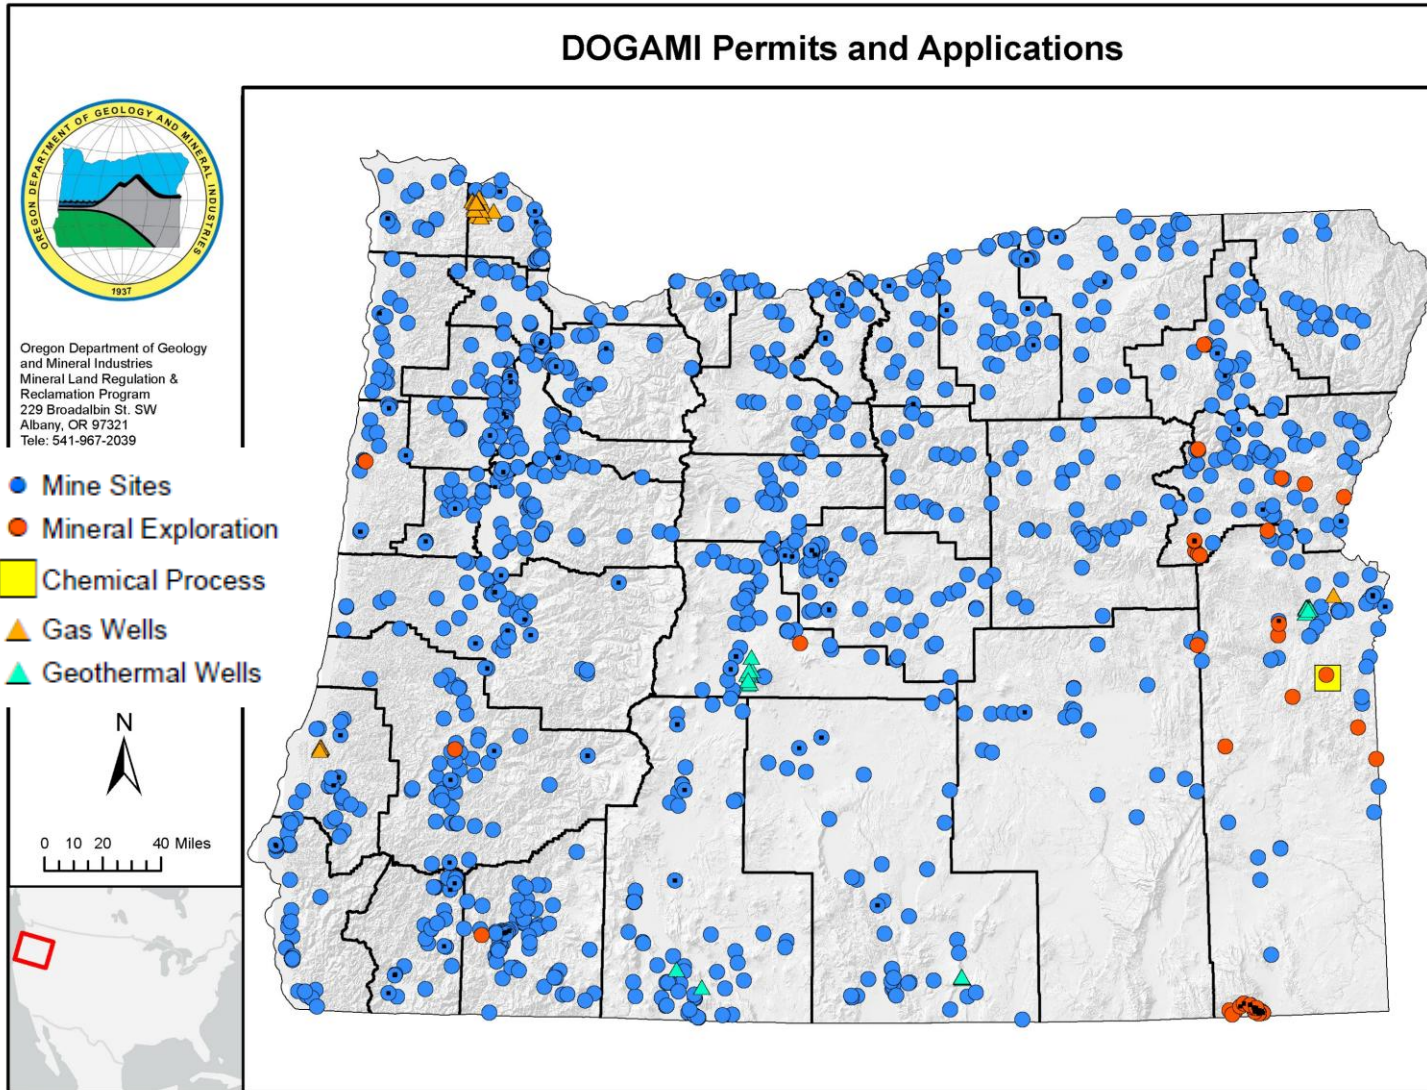 DOGAMI Permits and Applications
OREGON DEPARTMENT OF GEOLOGY AND MINERAL INDUSTRIES
1937
Oregon Department of Geology
and Mineral Industries
Mineral Land Regulation &
Reclamation Program
229 Broadalbin St. SW
Albany, OR 97321
Tele: 541-967-2039
Mine Sites
Mineral Exploration
Chemical Process
Gas Wells
Geothermal Wells
N
0 10 20 40 Miles